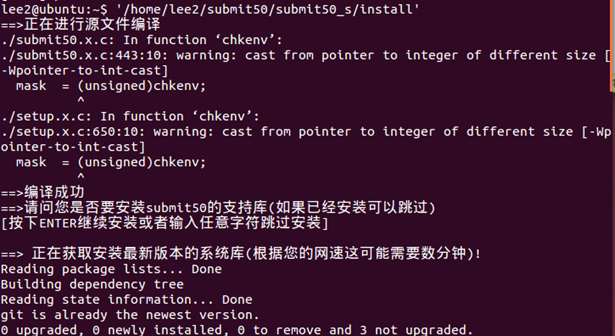 lee2@ubuntu:~$ '/home/lee2/submit50/submit50_s/install'
==>正在进行源文件编译
./submit50.x.c: In function ‘chkenv’:
./submit50.x.c:443:10: warning: cast from pointer to integer of different size [
-Wpointer-to-int-cast]
  mask  = (unsigned)chkenv;
          ^
./setup.x.c: In function ‘chkenv’:
./setup.x.c:650:10: warning: cast from pointer to integer of different size [-Wp
ointer-to-int-cast]
  mask  = (unsigned)chkenv;
          ^
==>编译成功
==>请问您是否要安装submit50的支持库(如果已经安装可以跳过)
[按下ENTER继续安装或者输入任意字符跳过安装]
==> 正在获取安装最新版本的系统库(根据您的网速这可能需要数分钟)!
Reading package lists... Done
Building dependency tree
Reading state information... Done
git is already the newest version.
0 upgraded, 0 newly installed, 0 to remove and 3 not upgraded.